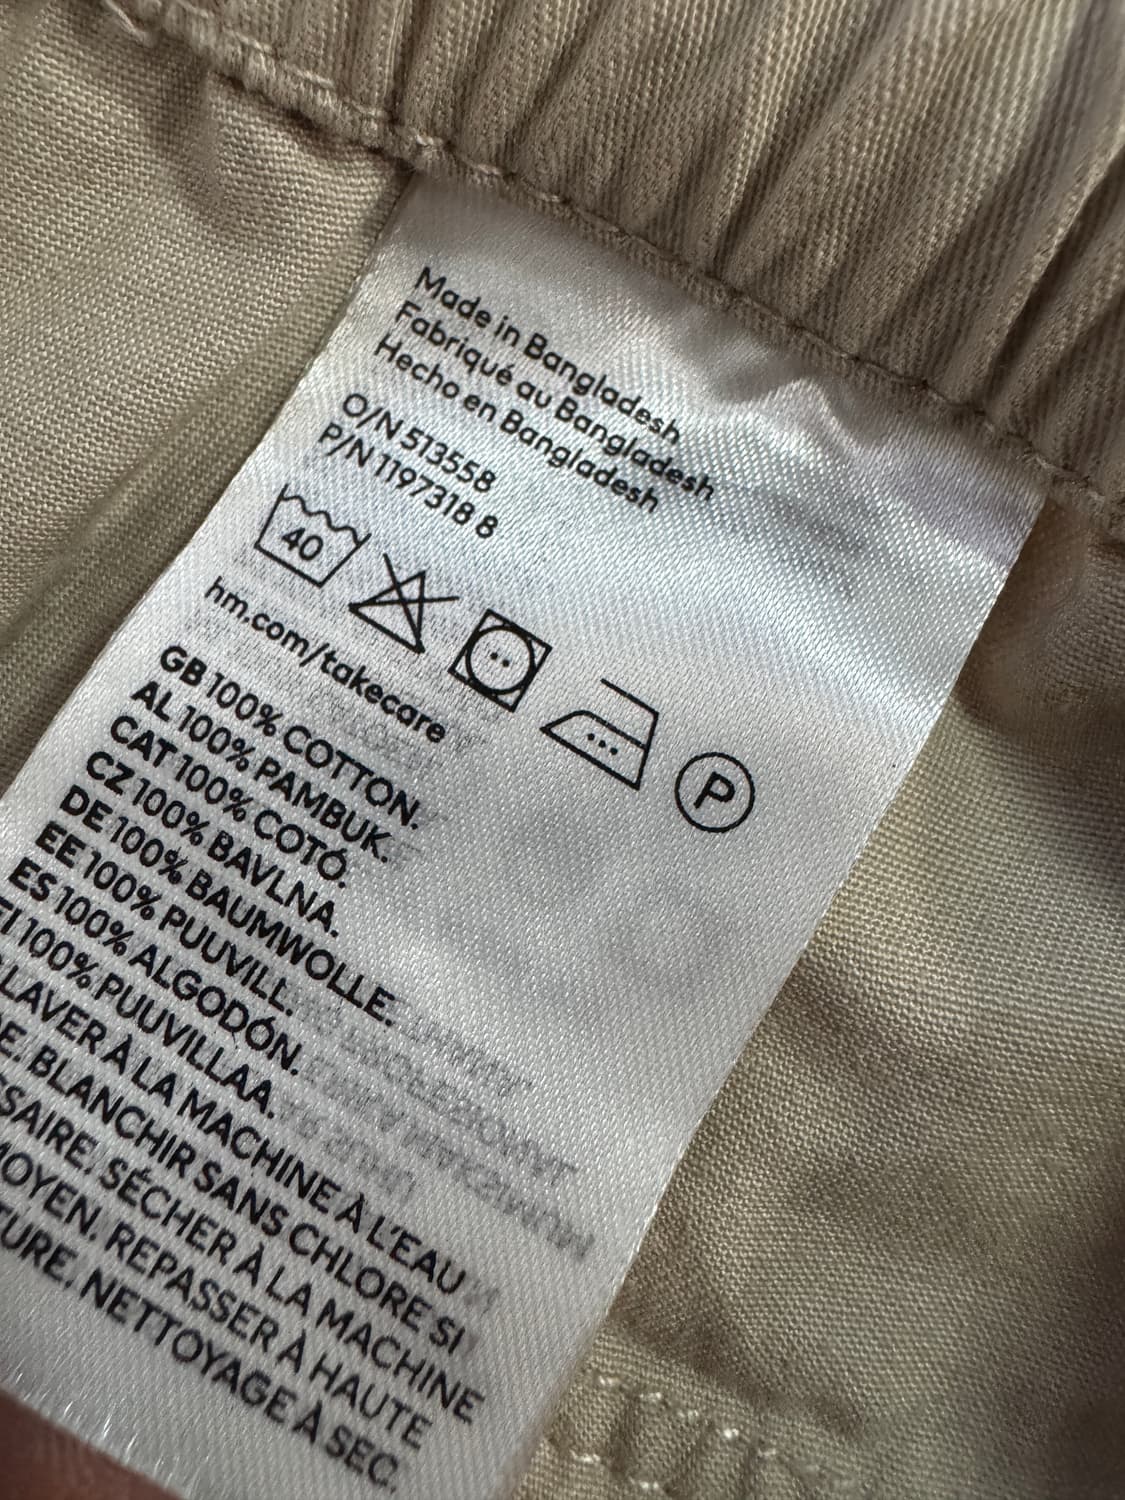 Made in Bangladesh
Fabriqué au Bangladesh
Hecho en Bangladesh
O/N 513558
P/N 1197318 8
40
P
hm.com/takecare
GB 100% COTTON.
AL 100% PAMBUK.
CAT 100% COTÓ.
CZ 100% BAVLNA.
DE 100% BAUMWOLLE.
EE 100% PUUVILL.
ES 100% ALGODÓN.
FI 100% PUUVILLAA.
LAVER À LA MACHINE À L'EAU
BLANCHIR SANS CHLORE SI
SÉCHER À LA MACHINE
REPASSER À HAUTE
NETTOYAGE À SEC.